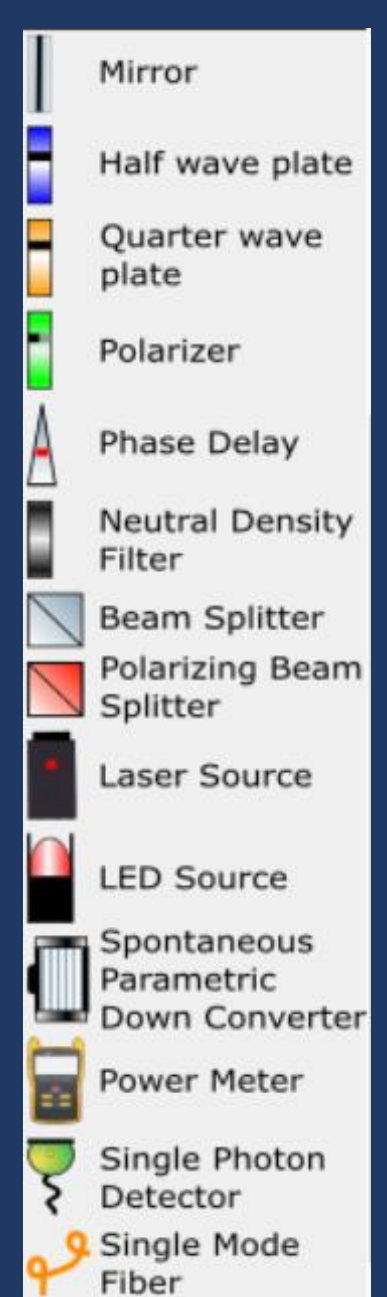 Mirror
Half wave plate
Quarter wave
plate
Polarizer
Phase Delay
Neutral Density
Filter
Beam Splitter
Polarizing Beam
Splitter
Laser Source
LED Source
Spontaneous
Parametric
Down Converter
Power Meter
Single Photon
Detector
Single Mode
Fiber